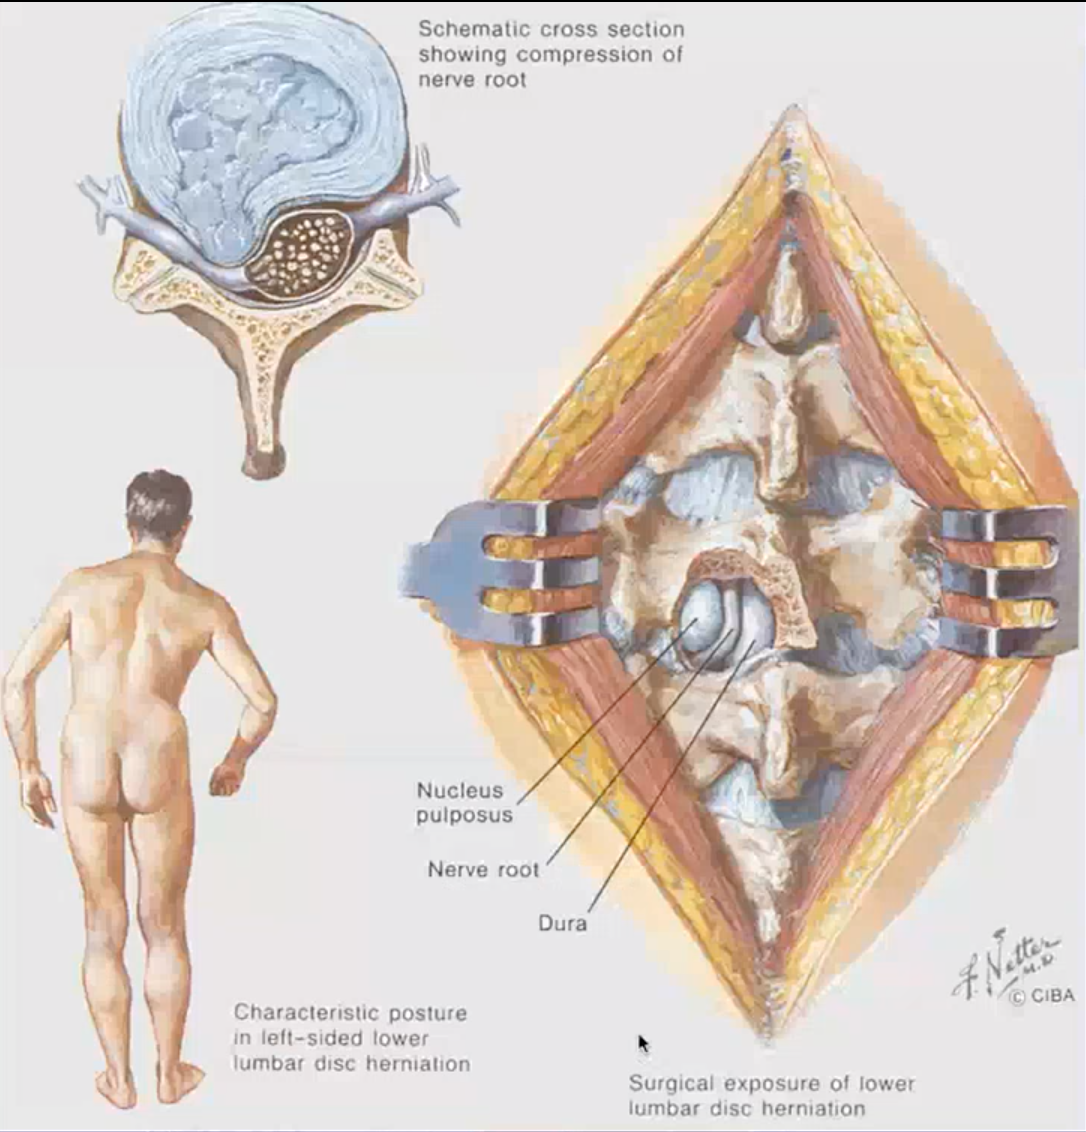 Schematic cross section
showing compression of
nerve root
Nucleus
pulposus
Nerve root
Dura
Characteristic posture
in left-sided lower
lumbar disc herniation
F. Netter
M.D.
© CIBA
Surgical exposure of lower
lumbar disc herniation